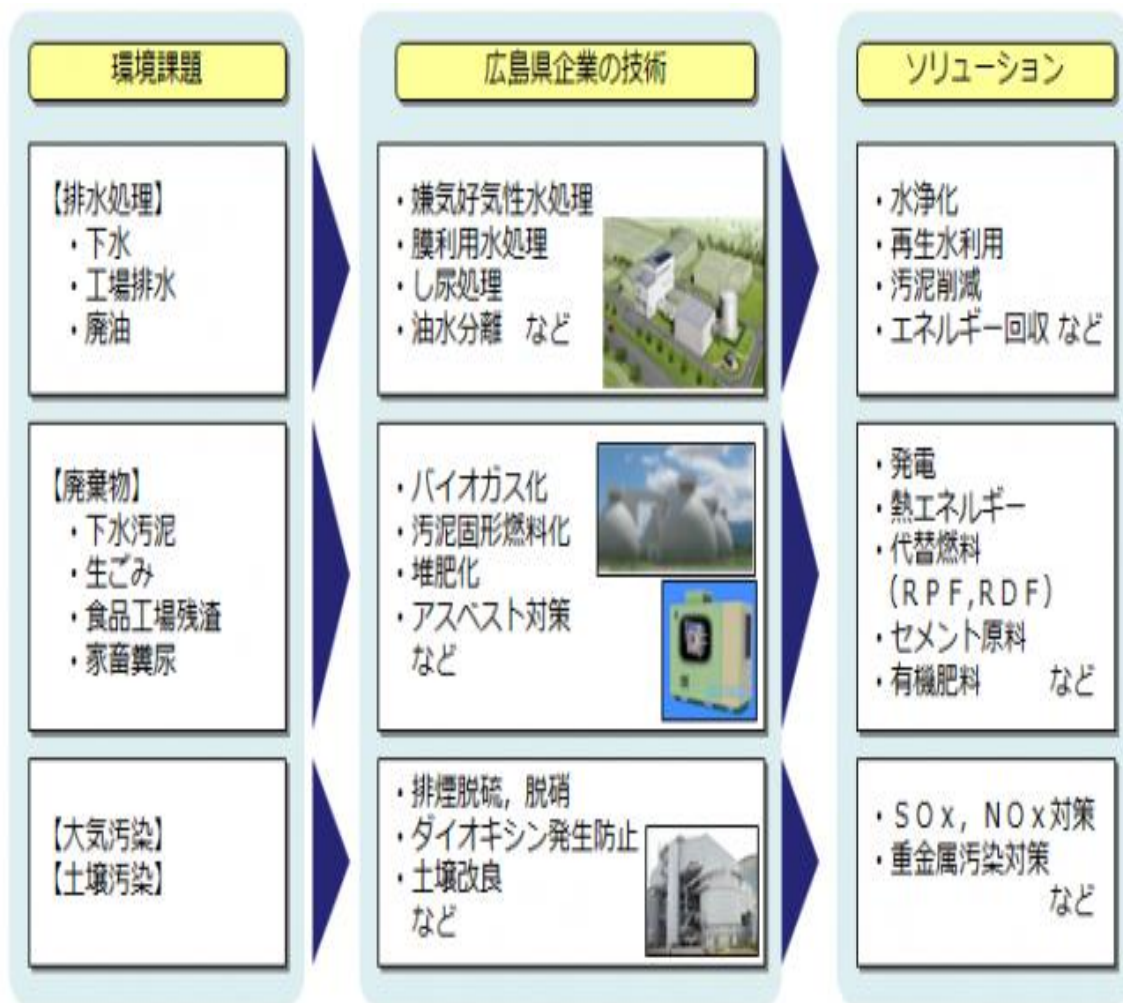 環境課題
広島県企業の技術
ソリューション
【排水処理】
・下水
・工場排水
・廃油
・嫌気好気性水処理
・膜利用水処理
・し尿処理
・油水分離 など
・水浄化
・再生水利用
・汚泥削減
・エネルギー回収 など
【廃棄物】
・下水汚泥
・生ごみ
・食品工場残渣
・家畜糞尿
・バイオガス化
・汚泥固形燃料化
・堆肥化
・アスベスト対策
など
・発電
・熱エネルギー
・代替燃料
(ＲＰＦ,ＲＤＦ)
・セメント原料
・有機肥料 など
【大気汚染】
【土壌汚染】
・排煙脱硫，脱硝
・ダイオキシン発生防止
・土壌改良
など
・ＳＯｘ，ＮＯｘ対策
・重金属汚染対策
など